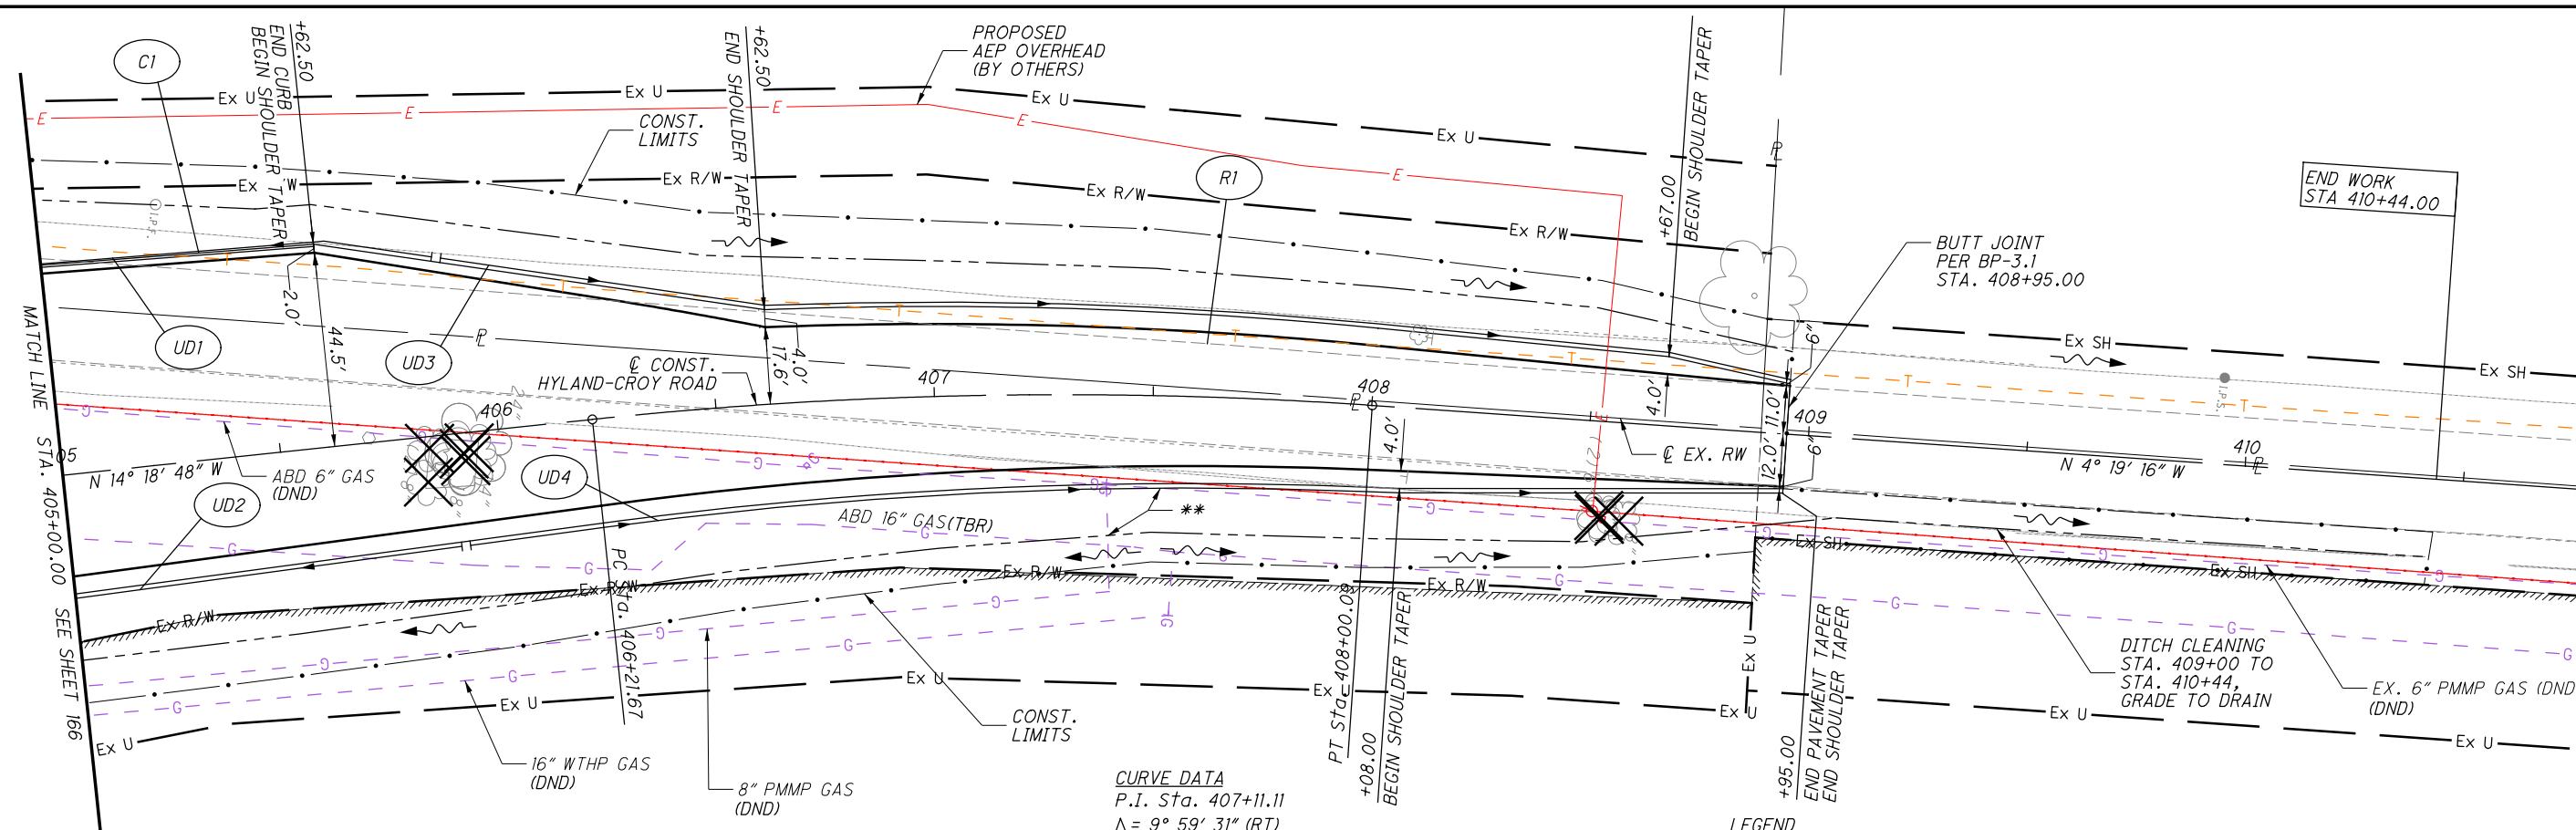 C1
+62.50
END CURB
BEGIN SHOULDER TAPER
+62.50
END SHOULDER TAPER
PROPOSED
AEP OVERHEAD
(BY OTHERS)
+67.00
BEGIN SHOULDER TAPER
Ex U
Ex U
Ex U
Ex U
E
E
E
E
E
E
CONST.
LIMITS
Ex R/W
Ex R/W
Ex R/W
R1
END WORK
STA 410+44.00
BUTT JOINT
PER BP-3.1
STA. 408+95.00
I.P.F.
T
T
T
T
T
T
T
UD1
2.0'
44.5'
UD3
4.0'
17.6'
℄ CONST.
HYLAND-CROY ROAD
407
408
4.0'
6"
11.0'
12.0'
6"
409
410
Ex SH
Ex SH
I.P.S.
MATCH LINE STA. 405+00.00 SEE SHEET 166
05
N 14° 18' 48" W
ABD 6" GAS
(DND)
406
24"
UD2
UD4
4.0'
℄ EX. RW
N 4° 19' 16" W
ABD 16" GAS(TBR)
**
G
G
G
G
G
G
G
G
G
G
G
Ex R/W
Ex R/W
Ex R/W
Ex R/W
Ex SH
Ex SH
PC Sta. 406+21.67
PT Sta. 408+00.09
+08.00
BEGIN SHOULDER TAPER
+95.00
END PAVEMENT TAPER
END SHOULDER TAPER
DITCH CLEANING
STA. 409+00 TO
STA. 410+44,
GRADE TO DRAIN
EX. 6" PMMP GAS (DND
(DND)
Ex U
Ex U
Ex U
Ex U
Ex U
Ex U
Ex U
Ex U
16" WTHP GAS
(DND)
8" PMMP GAS
(DND)
CONST.
LIMITS
CURVE DATA
P.I. Sta. 407+11.11
Δ = 9° 59' 31" (RT)
LEGEND